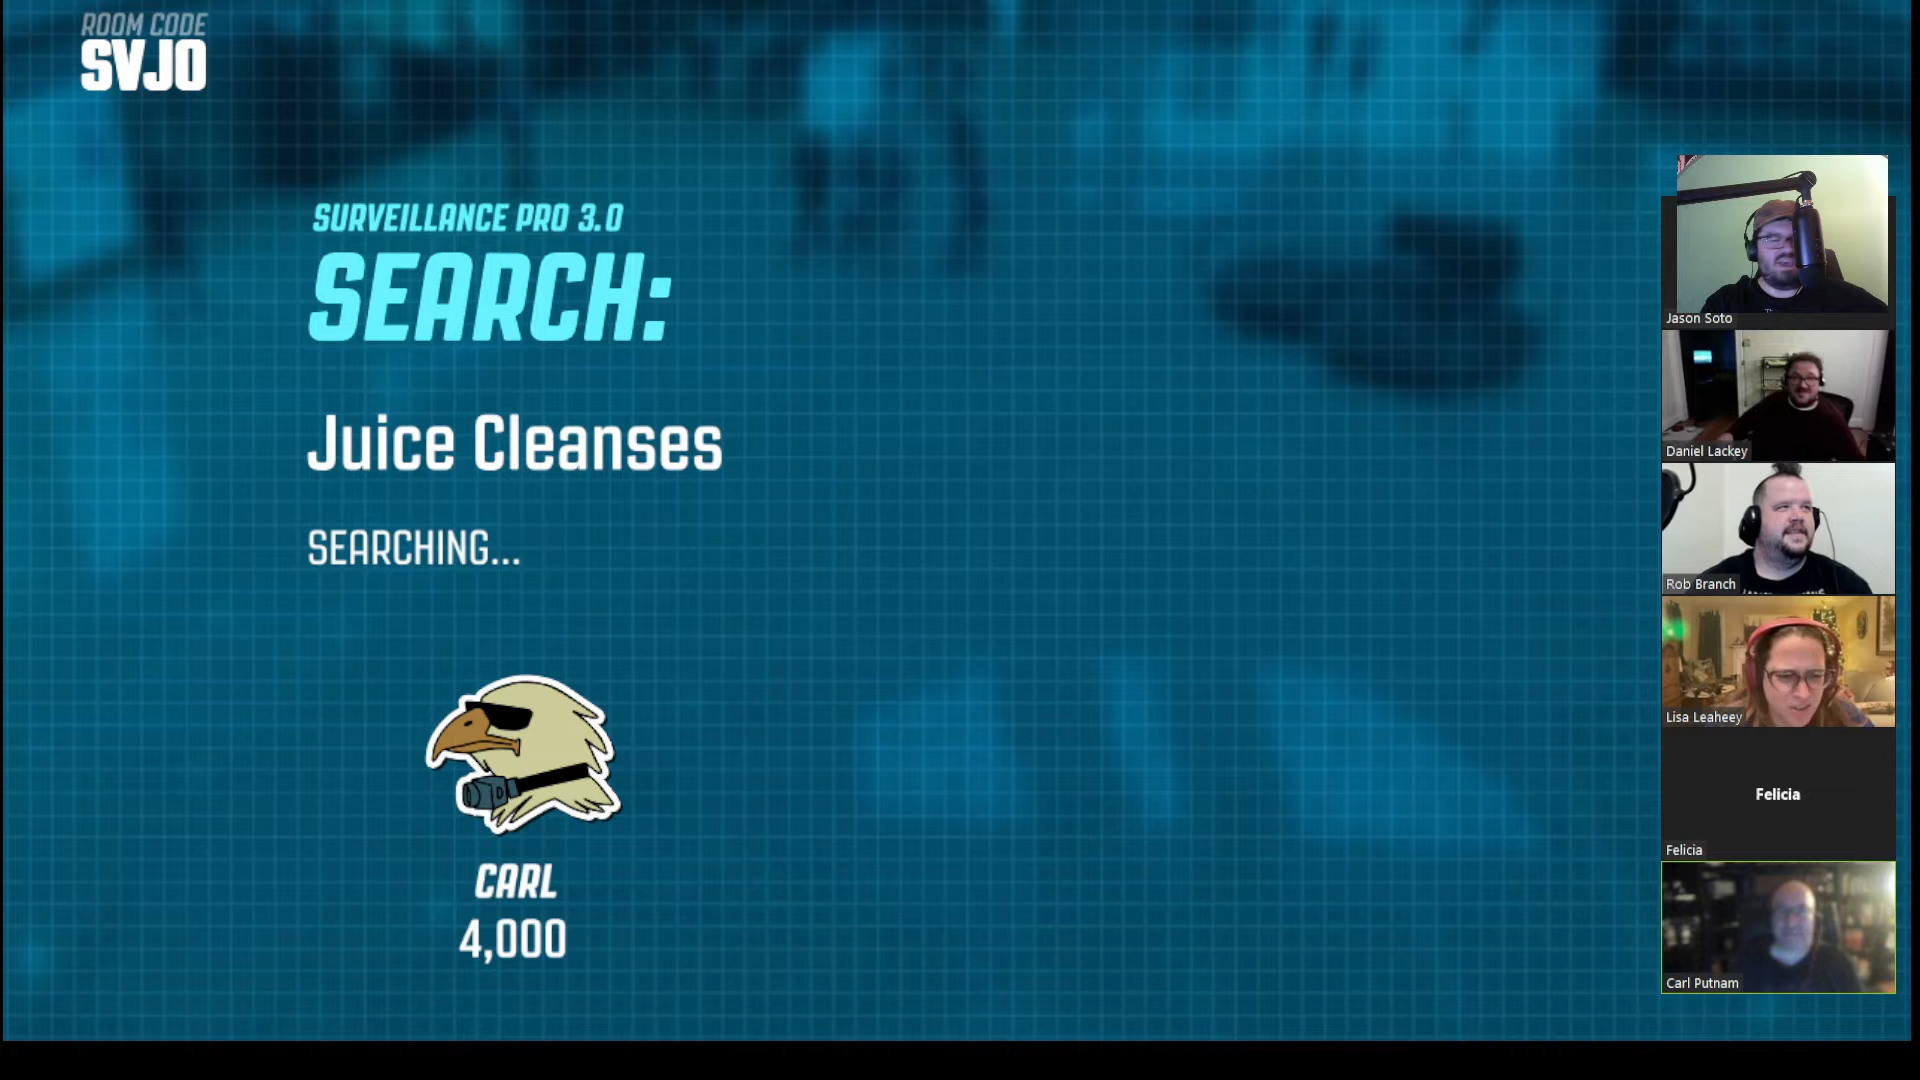 ROOM CODE
SVJO
SURVEILLANCE PRO 3.0
SEARCH:
Juice Cleanses
SEARCHING...
CARL
4,000
Jason Soto
Daniel Lackey
Rob Branch
Lisa Leaheey
Felicia
Felicia
Carl Putnam